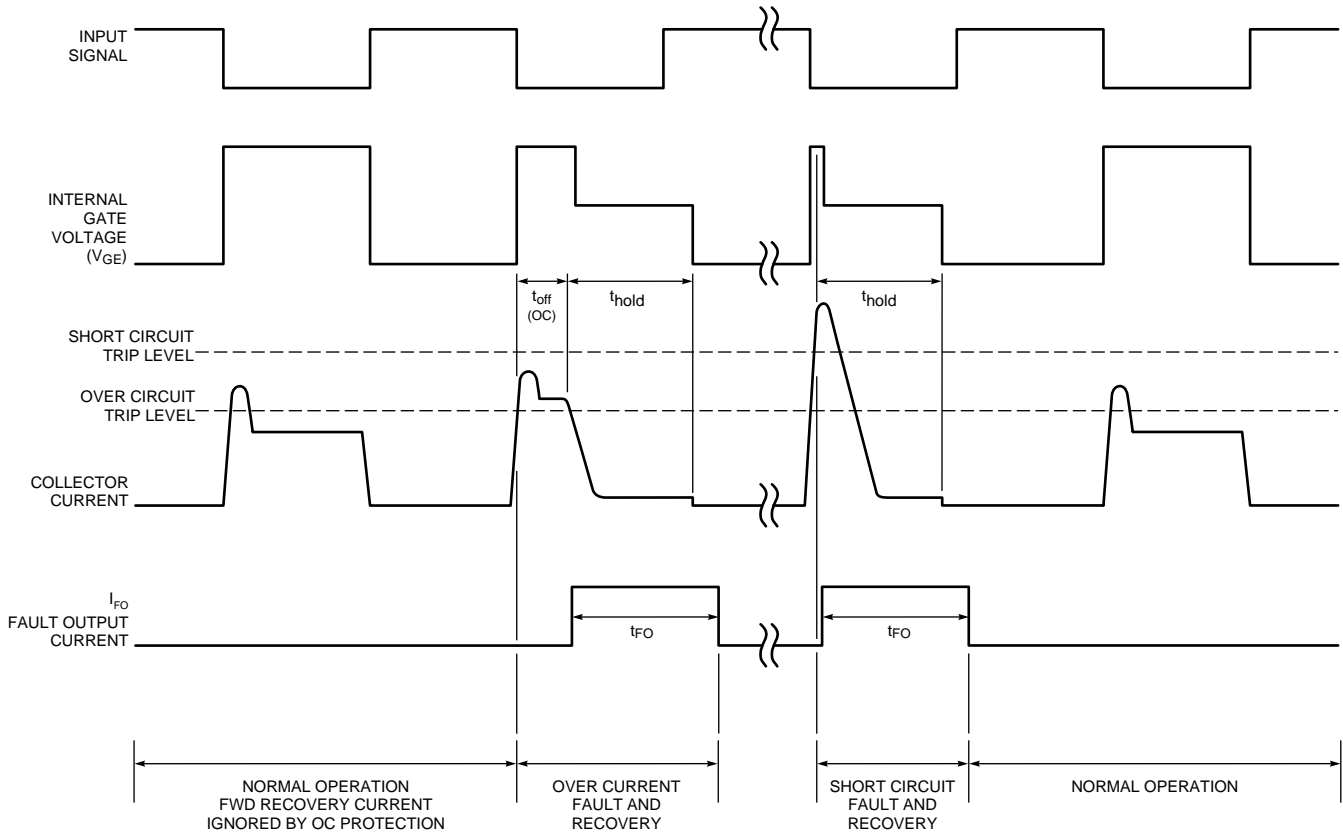 INPUT
SIGNAL
INTERNAL
GATE
VOLTAGE
(VGE)
toff
(OC)
thold
thold
SHORT CIRCUIT
TRIP LEVEL
OVER CIRCUIT
TRIP LEVEL
COLLECTOR
CURRENT
IFO
FAULT OUTPUT
CURRENT
tFO
tFO
NORMAL OPERATION
FWD RECOVERY CURRENT
IGNORED BY OC PROTECTION
OVER CURRENT
FAULT AND
RECOVERY
SHORT CIRCUIT
FAULT AND
RECOVERY
NORMAL OPERATION